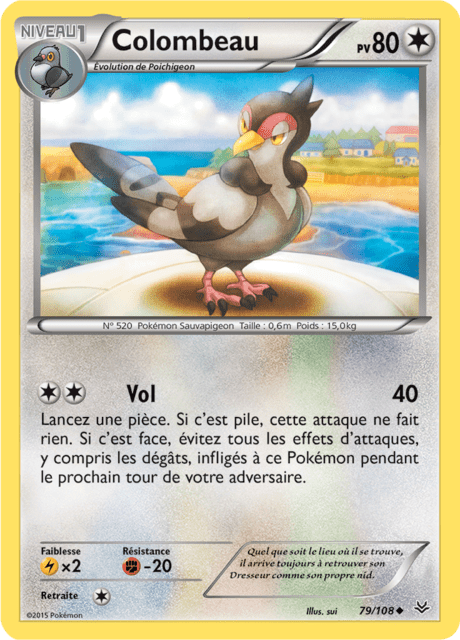 NIVEAU 1
Colombeau
PV 80
Évolution de Poichigeon
N° 520 Pokémon Sauvapigeon Taille : 0,6m Poids : 15,0kg
Vol 40
Lancez une pièce. Si c'est pile, cette attaque ne fait
rien. Si c'est face, évitez tous les effets d'attaques,
y compris les dégâts, infligés à ce Pokémon pendant
le prochain tour de votre adversaire.
Faiblesse Résistance
×2 -20
Quel que soit le lieu où il se trouve,
il arrive toujours à retrouver son
Dresseur comme son propre nid.
Retraite
©2015 Pokémon
Illus. sui 79/108